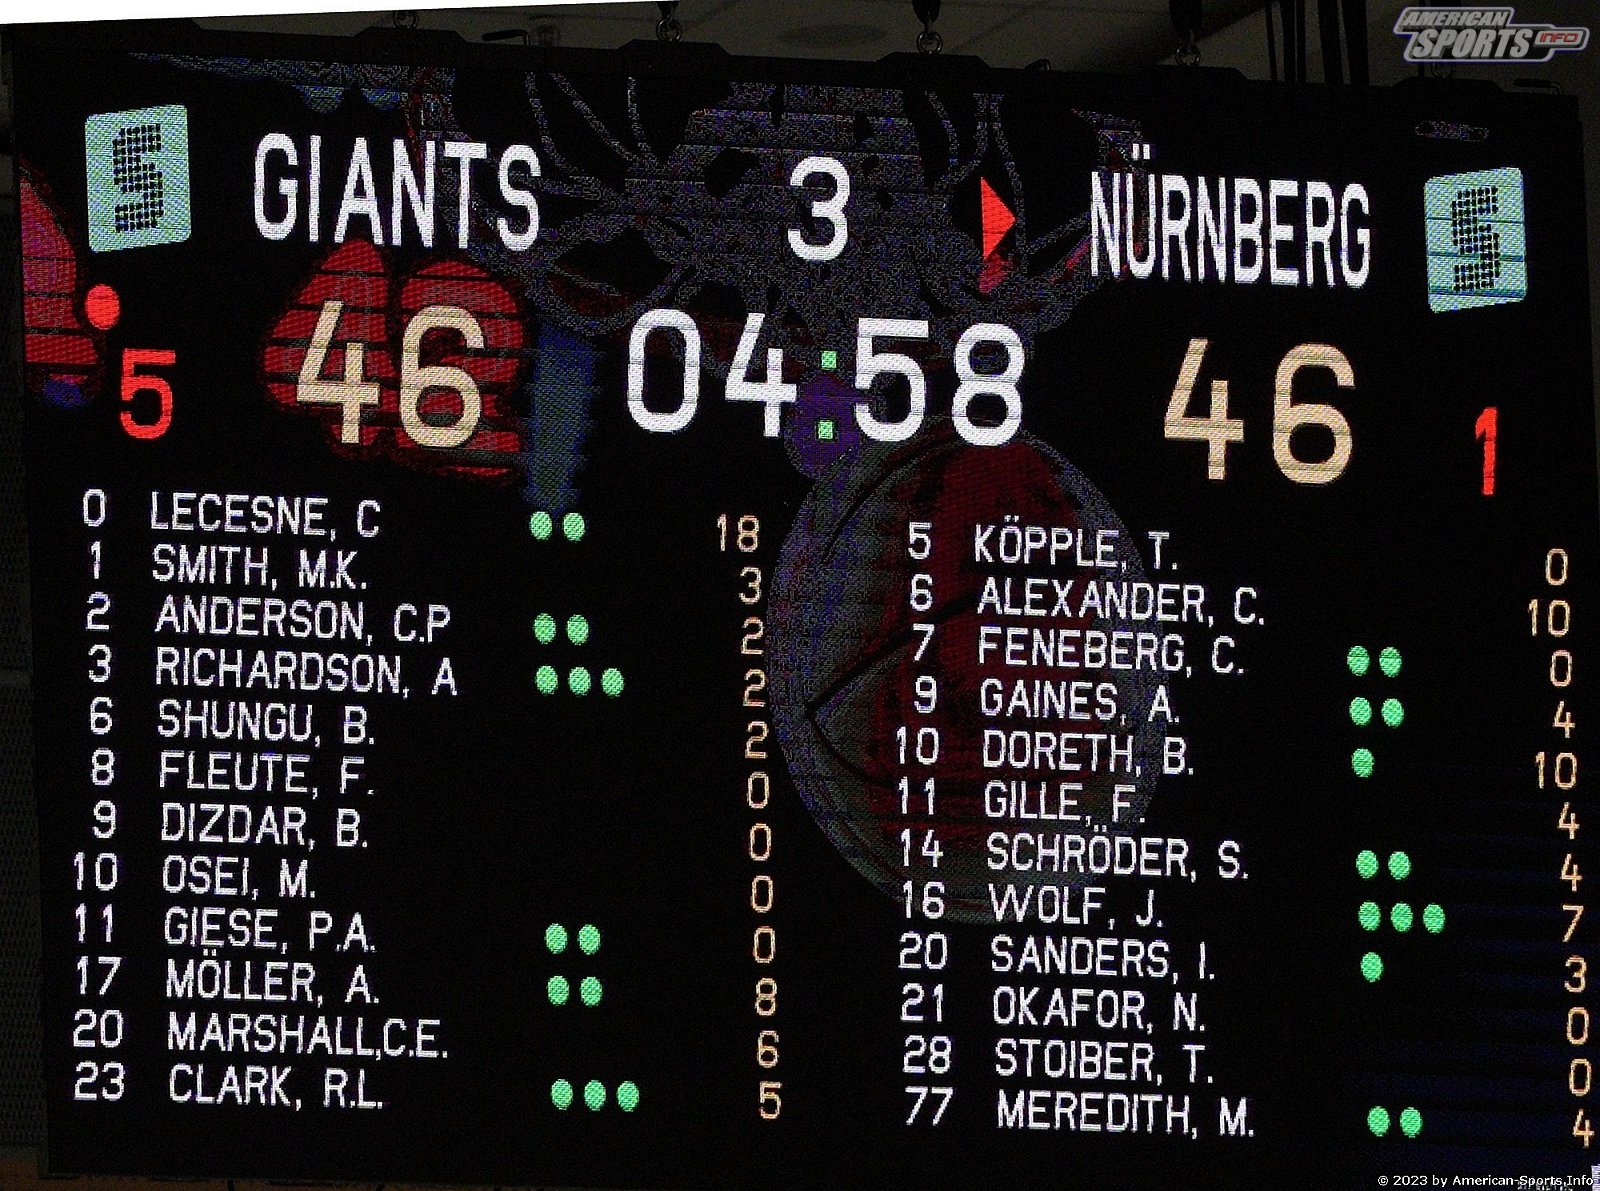 AMERICAN
SPORTS INFO
GIANTS 3 NÜRNBERG
5 46 04:58 46 1
0 LECESNE, C 18
1 SMITH, M.K. 3
2 ANDERSON, C.P 2
3 RICHARDSON, A 2
6 SHUNGU, B. 2
8 FLEUTE, F. 0
9 DIZDAR, B. 0
10 OSEI, M. 0
11 GIESE, P.A. 0
17 MÖLLER, A. 8
20 MARSHALL,C.E. 6
23 CLARK, R.L. 5
5 KÖPPLE, T. 0
6 ALEXANDER, C. 10
7 FENEBERG, C. 0
9 GAINES, A. 4
10 DORETH, B. 10
11 GILLE, F. 4
14 SCHRÖDER, S. 4
16 WOLF, J. 7
20 SANDERS, I. 3
21 OKAFOR, N. 0
28 STOIBER, T. 0
77 MEREDITH, M. 4
© 2023 by American-Sports.Info